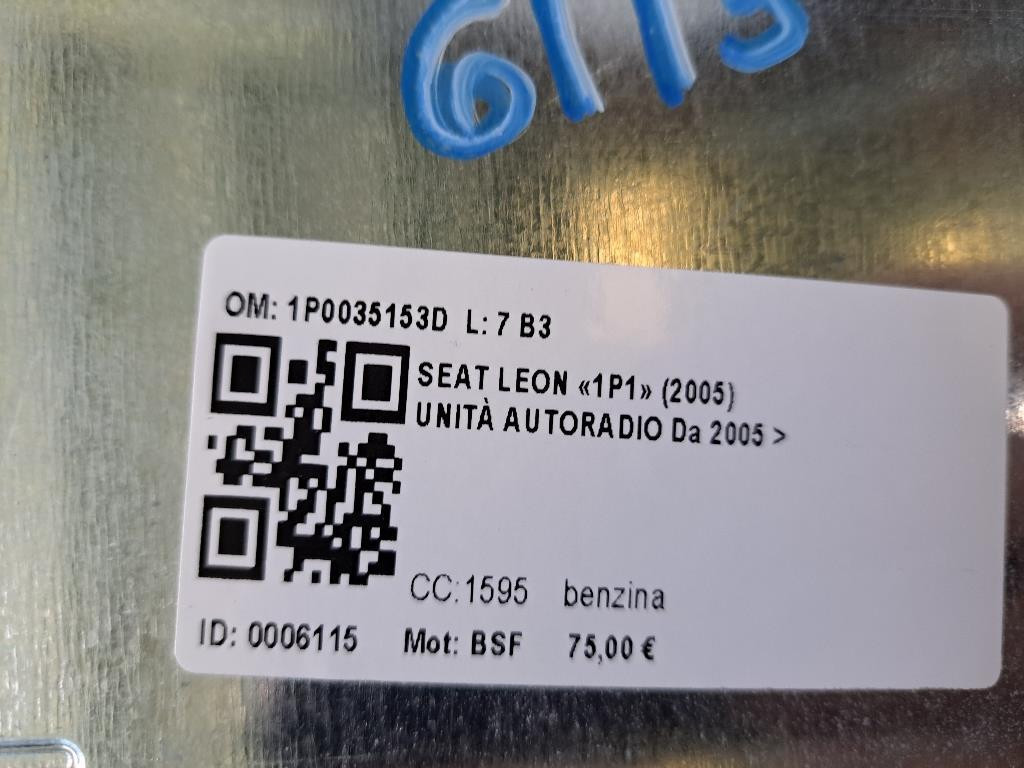 6115
OM: 1P0035153D L: 7 B3
SEAT LEON «1P1» (2005)
UNITÀ AUTORADIO Da 2005 >
CC:1595 benzina
ID: 0006115 Mot: BSF 75,00 €